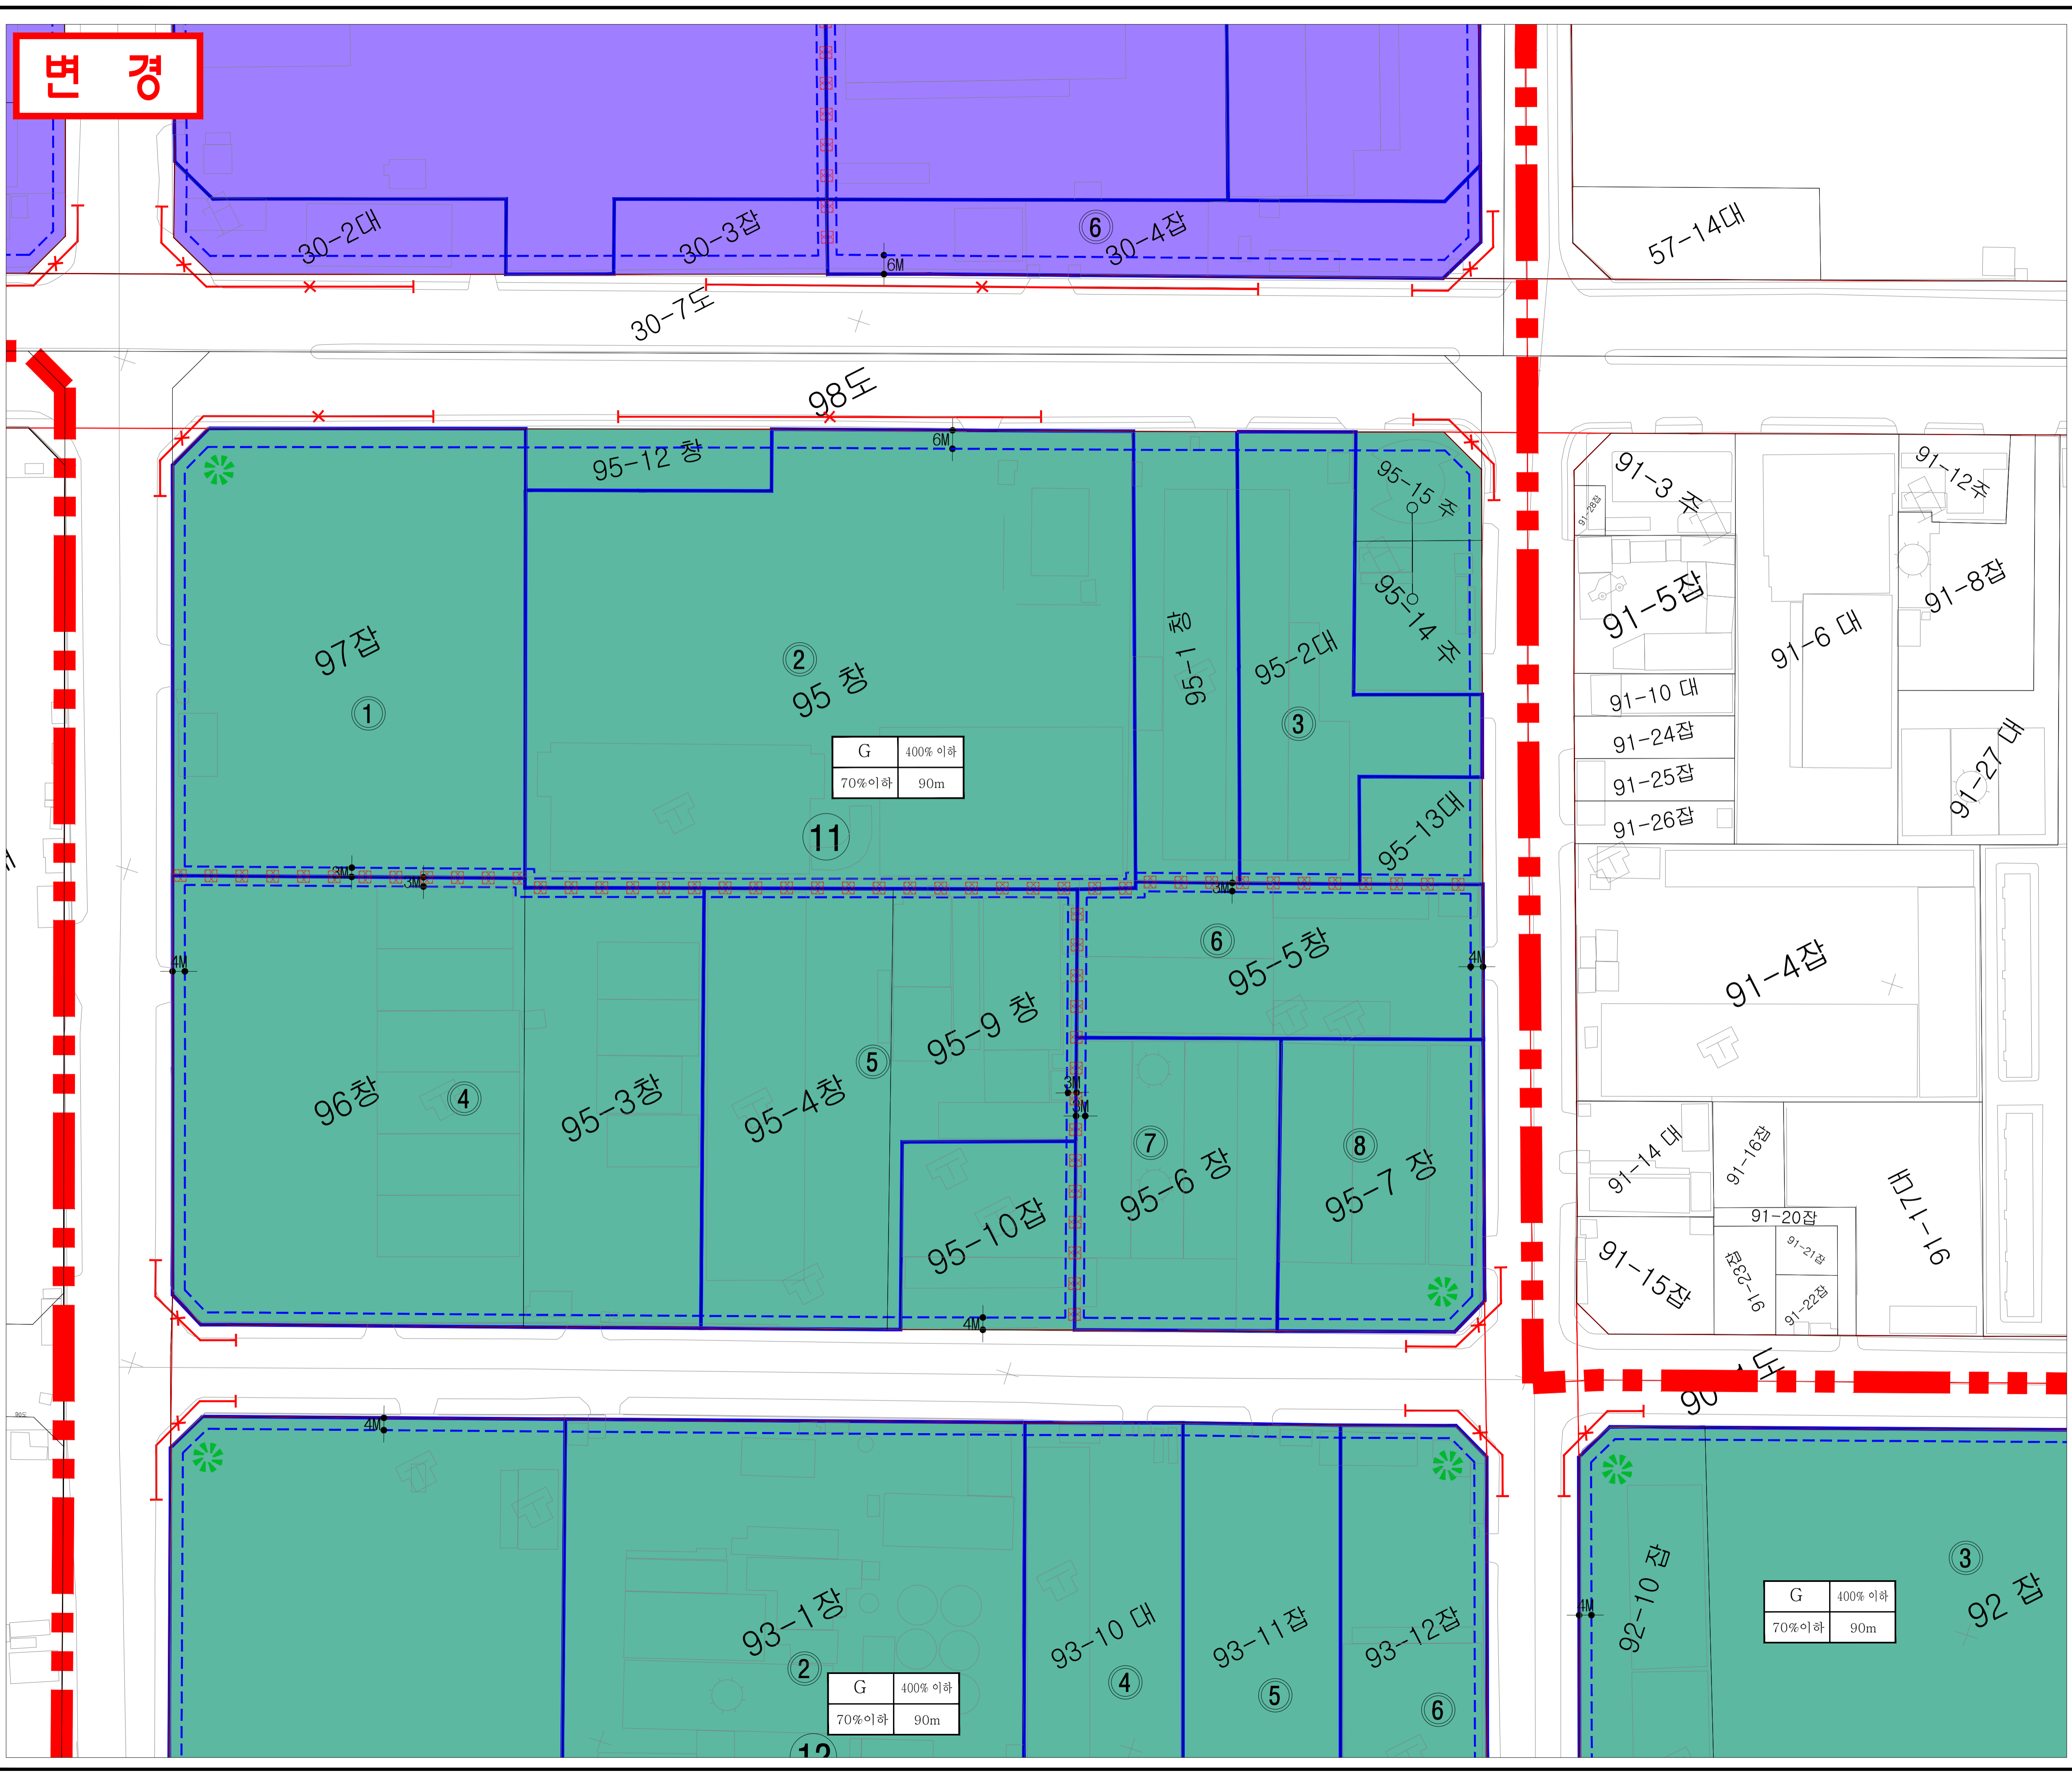 변 경
30-2대
30-3잡
⑥
30-4잡
57-14대
6M
30-7도
98도
6M
95-12 창
95-15 주
91-3 주
91-12주
91-28잡
95-14 주
91-5잡
91-8잡
97잡
①
②
95 창
95-1 창
95-2대
③
91-6 대
91-10 대
91-24잡
91-25잡
91-26잡
91-27 대
G
400% 이하
70%이하
90m
11
95-13대
3M
3M
3M
4M
4M
⑥
95-5창
91-4잡
95-9 창
⑤
96창
④
95-3창
95-4창
3M
3M
⑦
95-6 장
⑧
95-7 장
95-10잡
91-14 대
91-16잡
91-17대
91-20잡
91-15잡
91-23잡
91-21잡
91-22잡
4M
4M
93-1장
②
93-10 대
④
93-11잡
⑤
93-12잡
⑥
G
400% 이하
70%이하
90m
12
4M
92-10 잡
③
92 잡
G
400% 이하
70%이하
90m